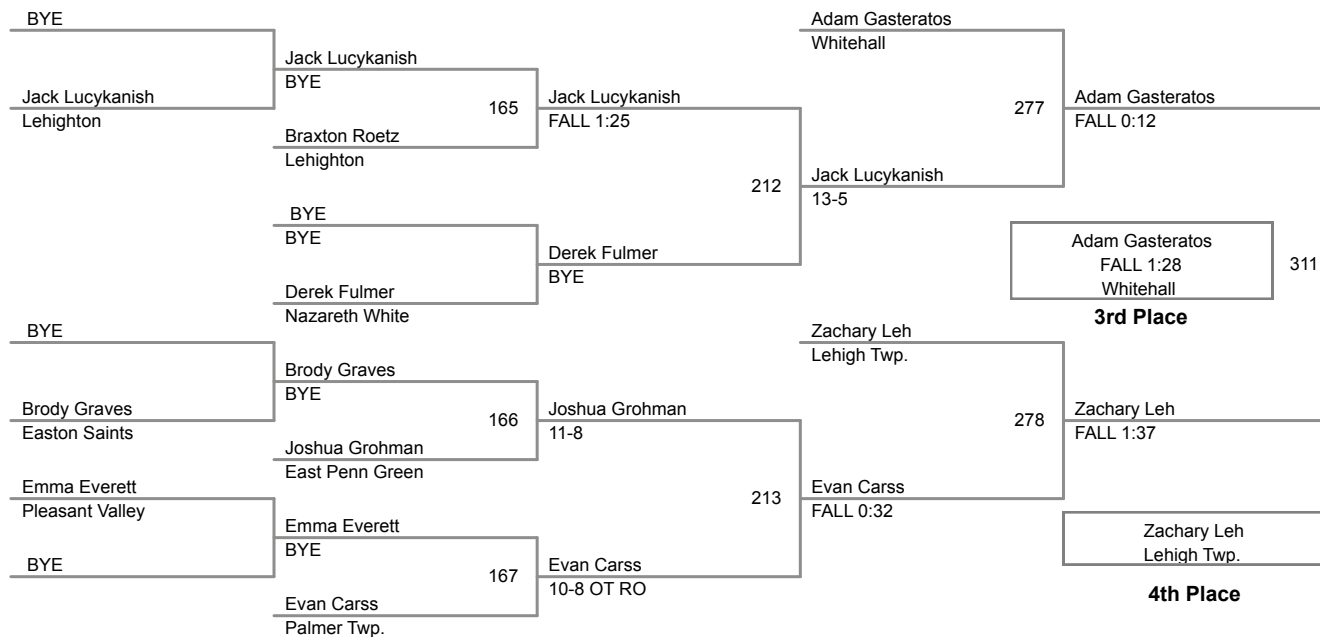 BYE
Jack Lucykanish
Lehighton
Jack Lucykanish
BYE
165
Braxton Roetz
Lehighton
Jack Lucykanish
FALL 1:25
BYE
BYE
Derek Fulmer
Nazareth White
Derek Fulmer
BYE
212
Adam Gasteratos
Whitehall
Jack Lucykanish
13-5
277
Adam Gasteratos
FALL 0:12
Adam Gasteratos
FALL 1:28
Whitehall
311
3rd Place
BYE
Brody Graves
Easton Saints
Brody Graves
BYE
166
Joshua Grohman
East Penn Green
Joshua Grohman
11-8
Emma Everett
Pleasant Valley
BYE
Emma Everett
BYE
167
Evan Carss
Palmer Twp.
Evan Carss
10-8 OT RO
213
Zachary Leh
Lehigh Twp.
Evan Carss
FALL 0:32
278
Zachary Leh
FALL 1:37
Zachary Leh
Lehigh Twp.
4th Place